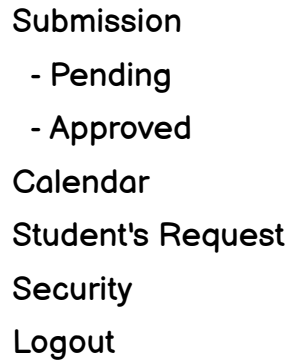 Submission
- Pending
- Approved
Calendar
Student's Request
Security
Logout